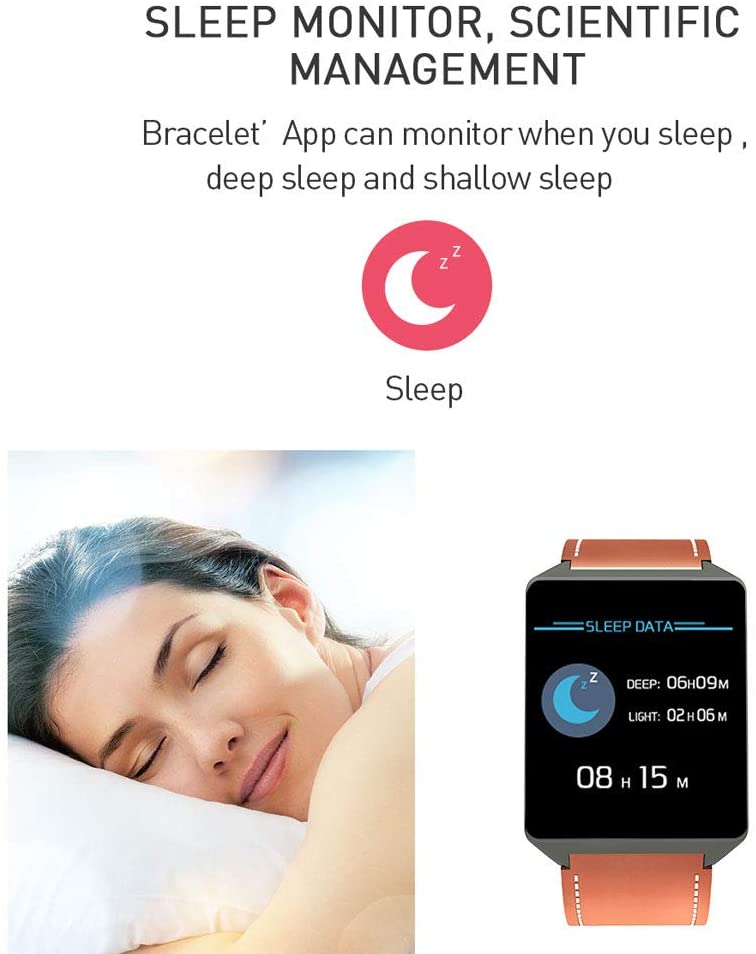 SLEEP MONITOR, SCIENTIFIC
MANAGEMENT
Bracelet’ App can monitor when you sleep ,
deep sleep and shallow sleep
z z
Sleep
SLEEP DATA
z Z
DEEP: 06H09M
LIGHT: 02H06M
08 H 15 M